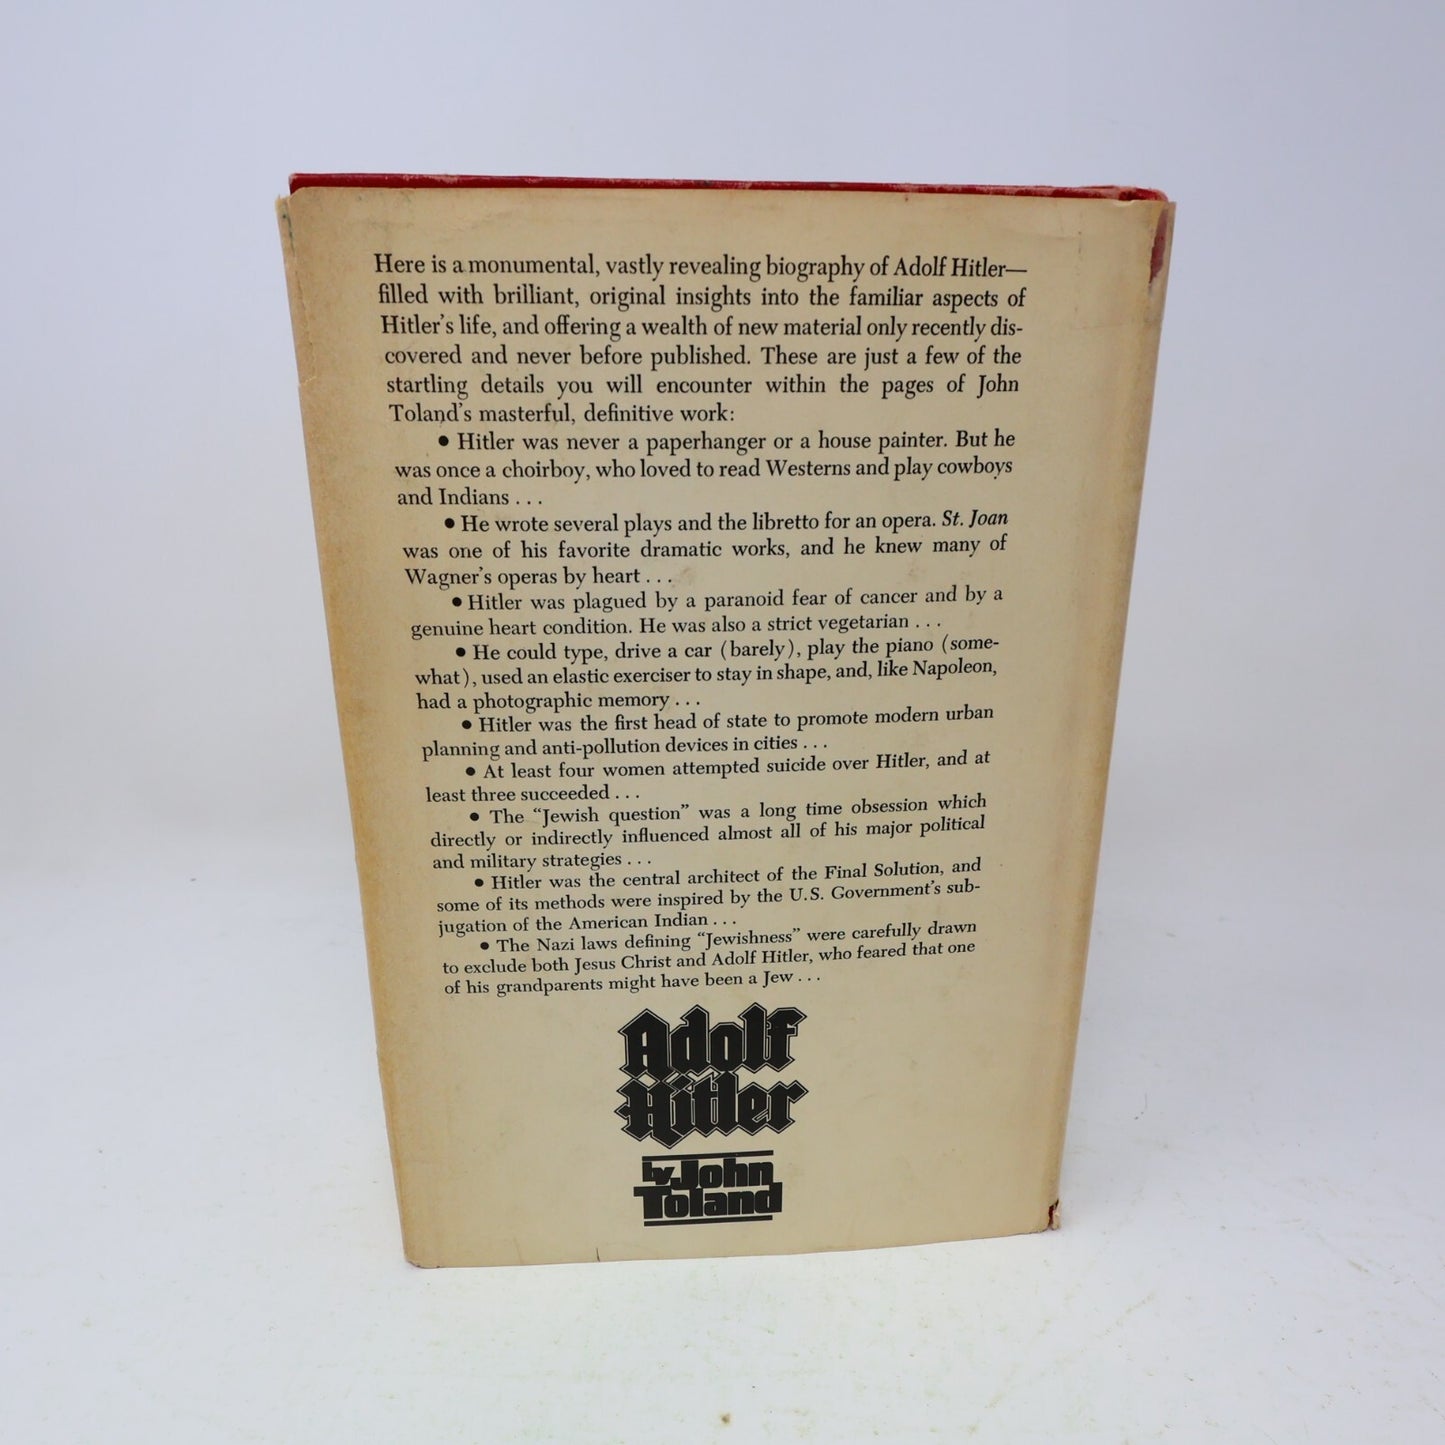 Here is a monumental, vastly revealing biography of Adolf Hitler—
filled with brilliant, original insights into the familiar aspects of
Hitler's life, and offering a wealth of new material only recently dis-
covered and never before published. These are just a few of the
startling details you will encounter within the pages of John
Toland's masterful, definitive work:
• Hitler was never a paperhanger or a house painter. But he
was once a choirboy, who loved to read Westerns and play cowboys
and Indians . . .
• He wrote several plays and the libretto for an opera. St. Joan
was one of his favorite dramatic works, and he knew many of
Wagner's operas by heart . . .
• Hitler was plagued by a paranoid fear of cancer and by a
genuine heart condition. He was also a strict vegetarian . . .
• He could type, drive a car (barely), play the piano (some-
what), used an elastic exerciser to stay in shape, and, like Napoleon,
had a photographic memory . . .
• Hitler was the first head of state to promote modern urban
planning and anti-pollution devices in cities . . .
• At least four women attempted suicide over Hitler, and at
least three succeeded . . .
• The “Jewish question” was a long time obsession which
directly or indirectly influenced almost all of his major political
and military strategies . . .
• Hitler was the central architect of the Final Solution, and
some of its methods were inspired by the U.S. Government's sub-
jugation of the American Indian . . .
• The Nazi laws defining “Jewishness” were carefully drawn
to exclude both Jesus Christ and Adolf Hitler, who feared that one
of his grandparents might have been a Jew . . .
Adolf
Hitler
by John
Toland